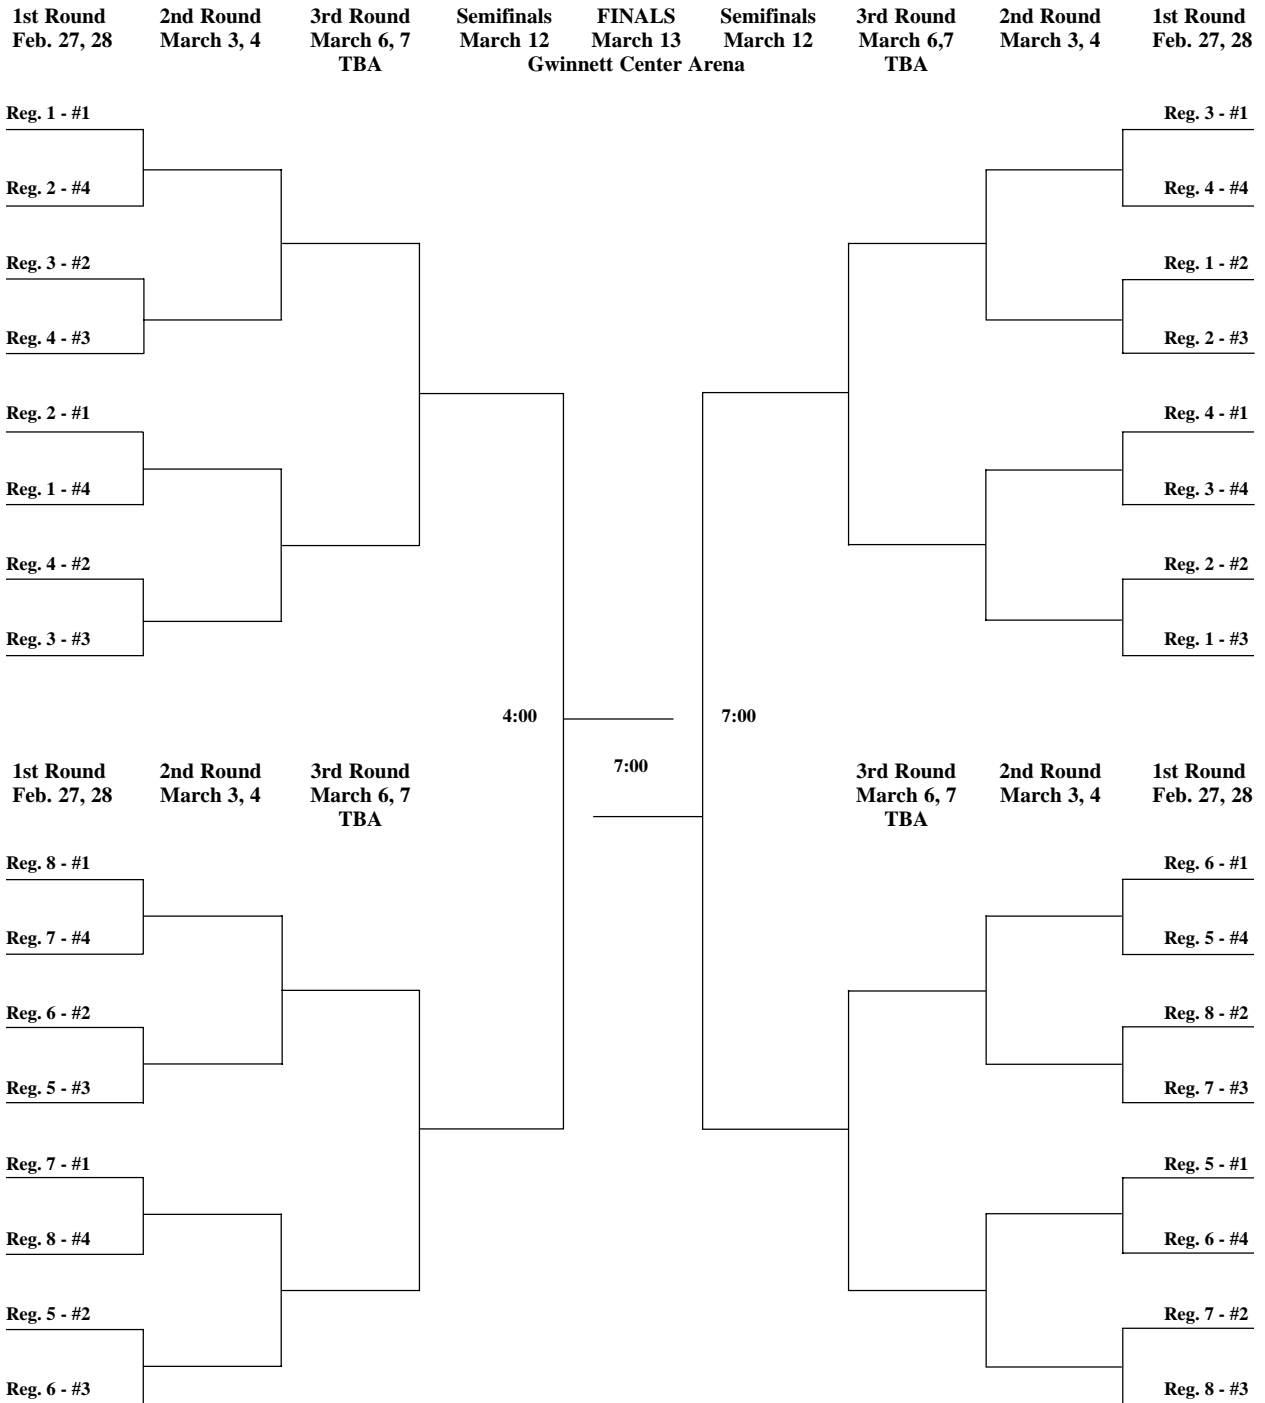 1st Round 2nd Round 3rd Round Semifinals FINALS Semifinals 3rd Round 2nd Round 1st Round
Feb. 27, 28 March 3, 4 March 6, 7 March 12 March 13 March 12 March 6,7 March 3, 4 Feb. 27, 28
TBA Gwinnett Center Arena TBA
Reg. 1 - #1 Reg. 3 - #1
Reg. 2 - #4 Reg. 4 - #4
Reg. 3 - #2 Reg. 1 - #2
Reg. 4 - #3 Reg. 2 - #3
Reg. 2 - #1 Reg. 4 - #1
Reg. 1 - #4 Reg. 3 - #4
Reg. 4 - #2 Reg. 2 - #2
Reg. 3 - #3 Reg. 1 - #3
4:00 7:00
7:00
1st Round 2nd Round 3rd Round 3rd Round 2nd Round 1st Round
Feb. 27, 28 March 3, 4 March 6, 7 March 6, 7 March 3, 4 Feb. 27, 28
TBA TBA
Reg. 8 - #1 Reg. 6 - #1
Reg. 7 - #4 Reg. 5 - #4
Reg. 6 - #2 Reg. 8 - #2
Reg. 5 - #3 Reg. 7 - #3
Reg. 7 - #1 Reg. 5 - #1
Reg. 8 - #4 Reg. 6 - #4
Reg. 5 - #2 Reg. 7 - #2
Reg. 6 - #3 Reg. 8 - #3